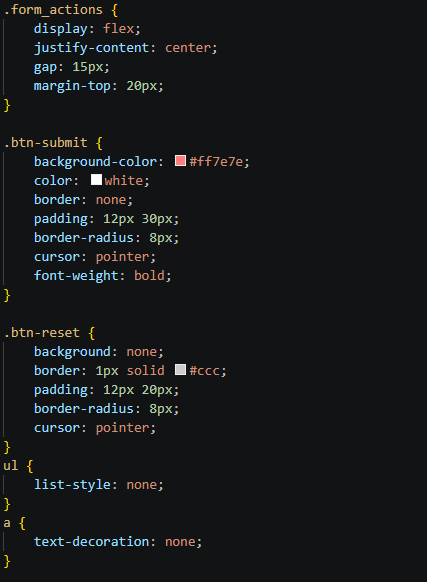 .form_actions {
    display: flex;
    justify-content: center;
    gap: 15px;
    margin-top: 20px;
}

.btn-submit {
    background-color: #ff7e7e;
    color: white;
    border: none;
    padding: 12px 30px;
    border-radius: 8px;
    cursor: pointer;
    font-weight: bold;
}

.btn-reset {
    background: none;
    border: 1px solid #ccc;
    padding: 12px 20px;
    border-radius: 8px;
    cursor: pointer;
}
ul {
    list-style: none;
}
a {
    text-decoration: none;
}